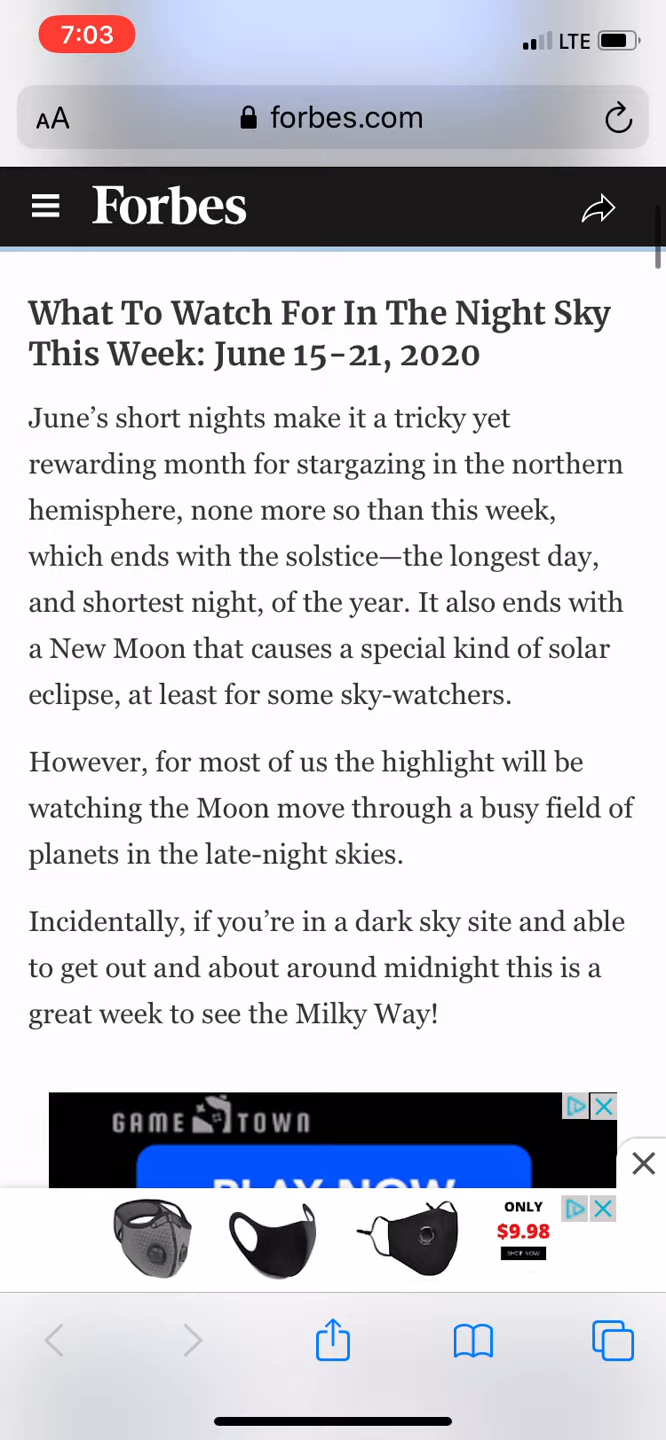 7:03
LTE
AA
forbes.com
Forbes
What To Watch For In The Night Sky
This Week: June 15-21, 2020
June’s short nights make it a tricky yet
rewarding month for stargazing in the northern
hemisphere, none more so than this week,
which ends with the solstice—the longest day,
and shortest night, of the year. It also ends with
a New Moon that causes a special kind of solar
eclipse, at least for some sky-watchers.
However, for most of us the highlight will be
watching the Moon move through a busy field of
planets in the late-night skies.
Incidentally, if you’re in a dark sky site and able
to get out and about around midnight this is a
great week to see the Milky Way!
GAME TOWN
PLAY NOW
ONLY
$9.98
SHOP NOW